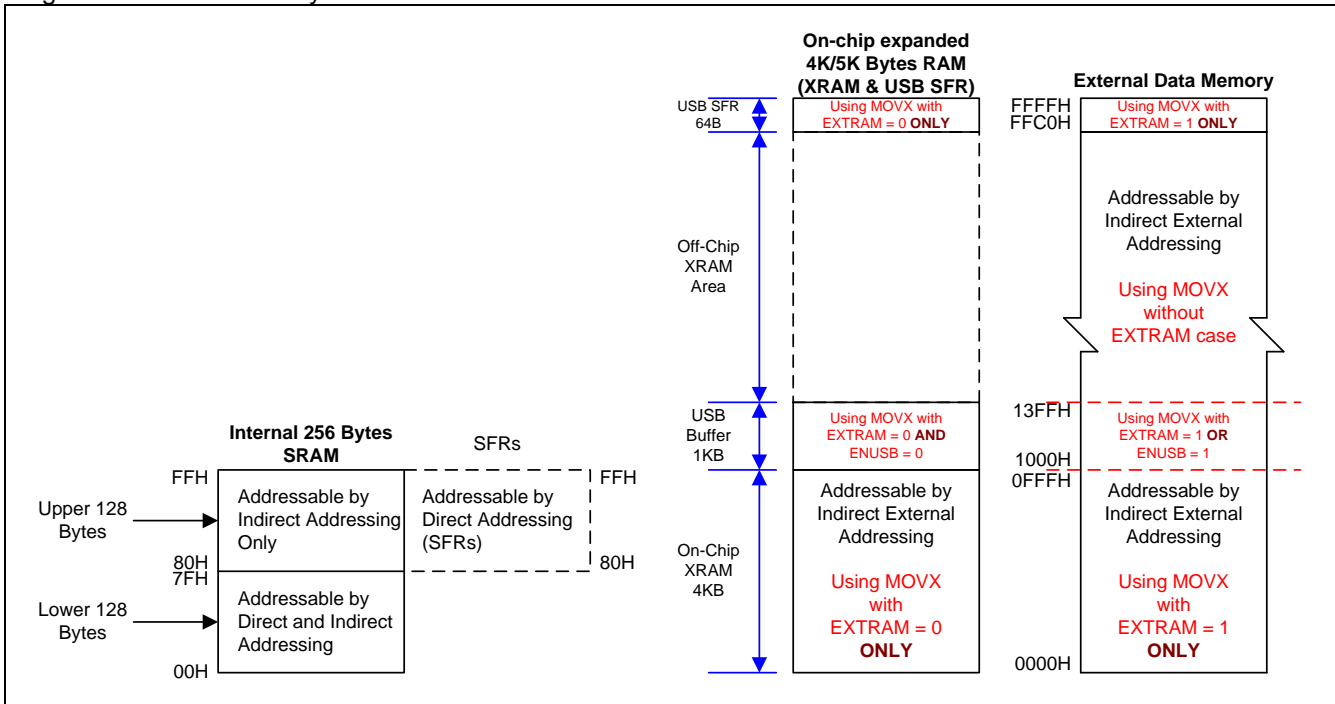 On-chip expanded
4K/5K Bytes RAM
(XRAM & USB SFR)
External Data Memory
USB SFR
64B
Using MOVX with
EXTRAM = 0 ONLY
FFFFH
FFC0H
Using MOVX with
EXTRAM = 1 ONLY
Off-Chip
XRAM
Area
Addressable by
Indirect External
Addressing
Using MOVX
without
EXTRAM case
USB
Buffer
1KB
Using MOVX with
EXTRAM = 0 AND
ENUSB = 0
13FFH
1000H
Using MOVX with
EXTRAM = 1 OR
ENUSB = 1
0FFFH
On-Chip
XRAM
4KB
Addressable by
Indirect External
Addressing
Using MOVX
with
EXTRAM = 0
ONLY
Addressable by
Indirect External
Addressing
Using MOVX
with
EXTRAM = 1
ONLY
0000H
Internal 256 Bytes
SRAM
SFRs
FFH
FFH
Upper 128
Bytes
Addressable by
Indirect Addressing
Only
Addressable by
Direct Addressing
(SFRs)
80H
80H
7FH
Lower 128
Bytes
Addressable by
Direct and Indirect
Addressing
00H